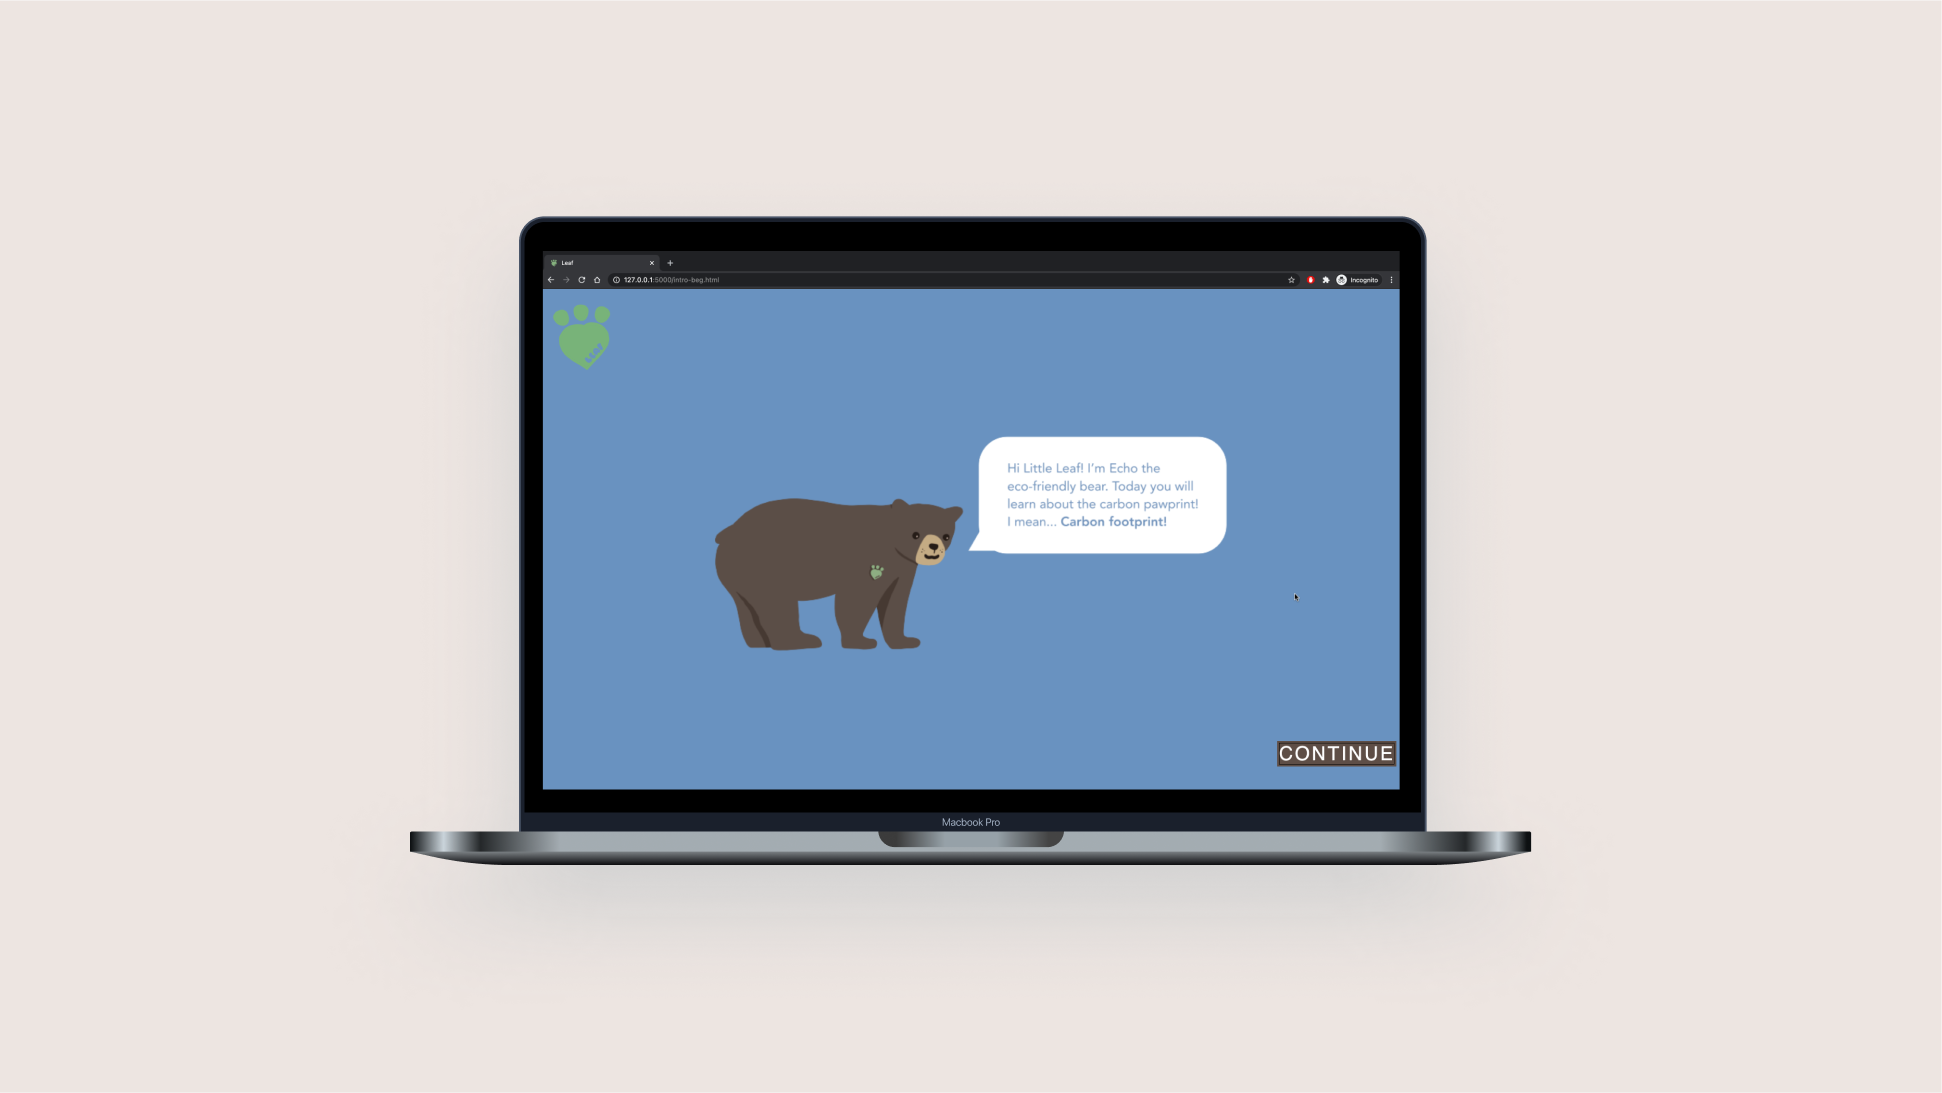 Leaf
127.0.0.1:5000/intro-beg.html
Incognito
Leaf
Hi Little Leaf! I'm Echo the
eco-friendly bear. Today you will
learn about the carbon pawprint!
I mean... Carbon footprint!
CONTINUE
Macbook Pro